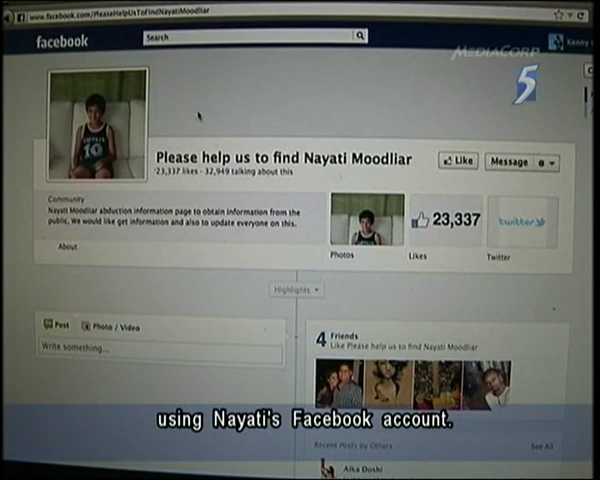 www.facebook.com/PleaseHelpUsToFindNayatiMoodliar
facebook
Search
Kenny
MEDIACORP
5
Please help us to find Nayati Moodliar
23,337 likes · 32,949 talking about this
Like
Message
Community
Nayati Moodliar abduction information page to obtain information from the
public. We would like get information and also to update everyone on this.
About
10
23,337
twitter
Photos
Likes
Twitter
Highlights
Post
Photo / Video
Write something...
4 Friends
Like Please help us to find Nayati Moodliar
using Nayati's Facebook account.
Recent Posts by Others
See All
Alka Doshi